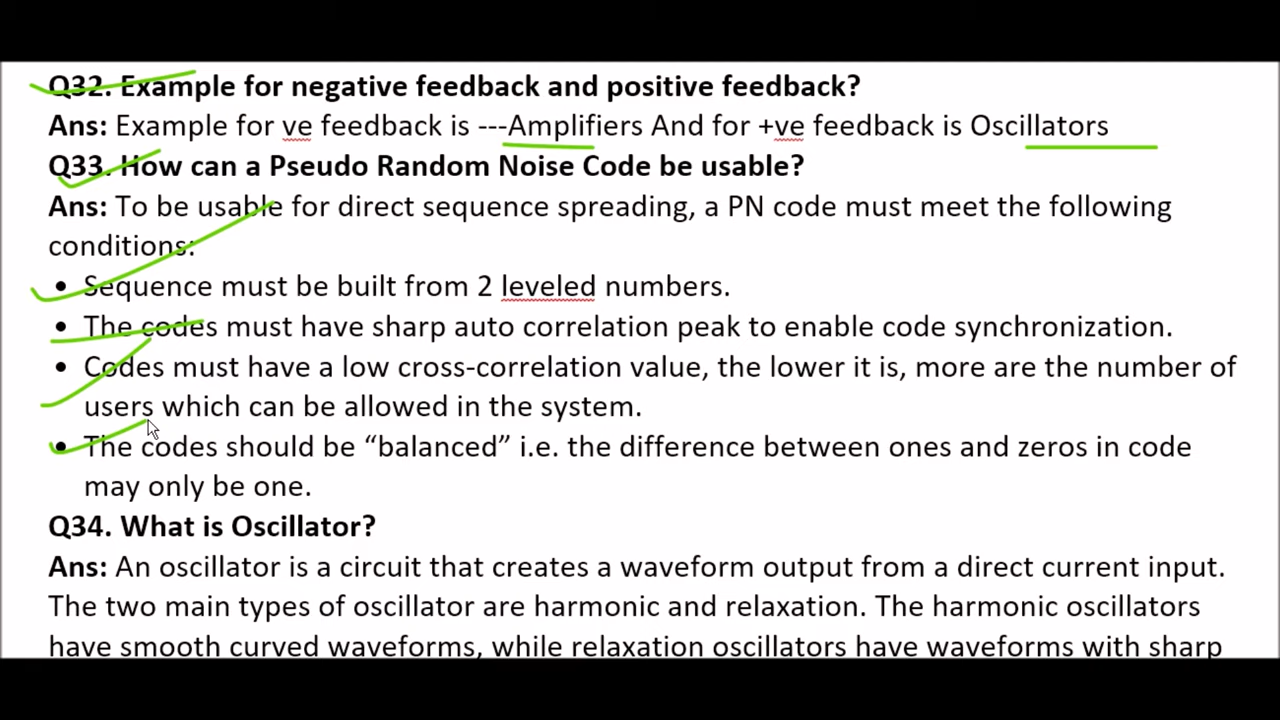 Q32. Example for negative feedback and positive feedback?
Ans: Example for ve feedback is ---Amplifiers And for +ve feedback is Oscillators
Q33. How can a Pseudo Random Noise Code be usable?
Ans: To be usable for direct sequence spreading, a PN code must meet the following
conditions:
• Sequence must be built from 2 leveled numbers.
• The codes must have sharp auto correlation peak to enable code synchronization.
• Codes must have a low cross-correlation value, the lower it is, more are the number of
users which can be allowed in the system.
• The codes should be “balanced” i.e. the difference between ones and zeros in code
may only be one.
Q34. What is Oscillator?
Ans: An oscillator is a circuit that creates a waveform output from a direct current input.
The two main types of oscillator are harmonic and relaxation. The harmonic oscillators
have smooth curved waveforms, while relaxation oscillators have waveforms with sharp